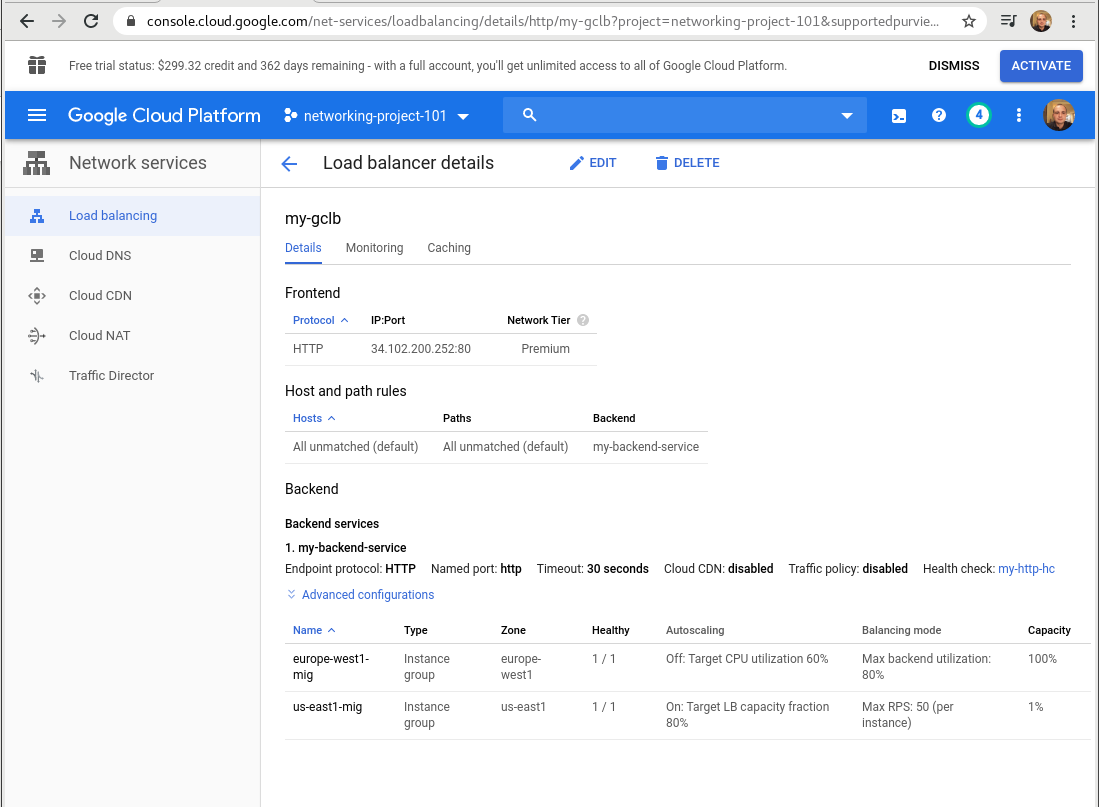 console.cloud.google.com/net-services/loadbalancing/details/http/my-gclb?project=networking-project-101&supportedpurvie...
Free trial status: $299.32 credit and 362 days remaining - with a full account, you'll get unlimited access to all of Google Cloud Platform. DISMISS ACTIVATE
Google Cloud Platform networking-project-101 ? 4
Network services
Load balancing
Cloud DNS
Cloud CDN
Cloud NAT
Traffic Director
Load balancer details EDIT DELETE
my-gclb
Details Monitoring Caching
Frontend
Protocol IP:Port Network Tier ?
HTTP 34.102.200.252:80 Premium
Host and path rules
Hosts Paths Backend
All unmatched (default) All unmatched (default) my-backend-service
Backend
Backend services
1. my-backend-service
Endpoint protocol: HTTP Named port: http Timeout: 30 seconds Cloud CDN: disabled Traffic policy: disabled Health check: my-http-hc
Advanced configurations
Name Type Zone Healthy Autoscaling Balancing mode Capacity
europe-west1- Instance europe- 1 / 1 Off: Target CPU utilization 60% Max backend utilization: 100%
mig group west1 80%
us-east1-mig Instance us-east1 1 / 1 On: Target LB capacity fraction Max RPS: 50 (per 1%
group 80% instance)